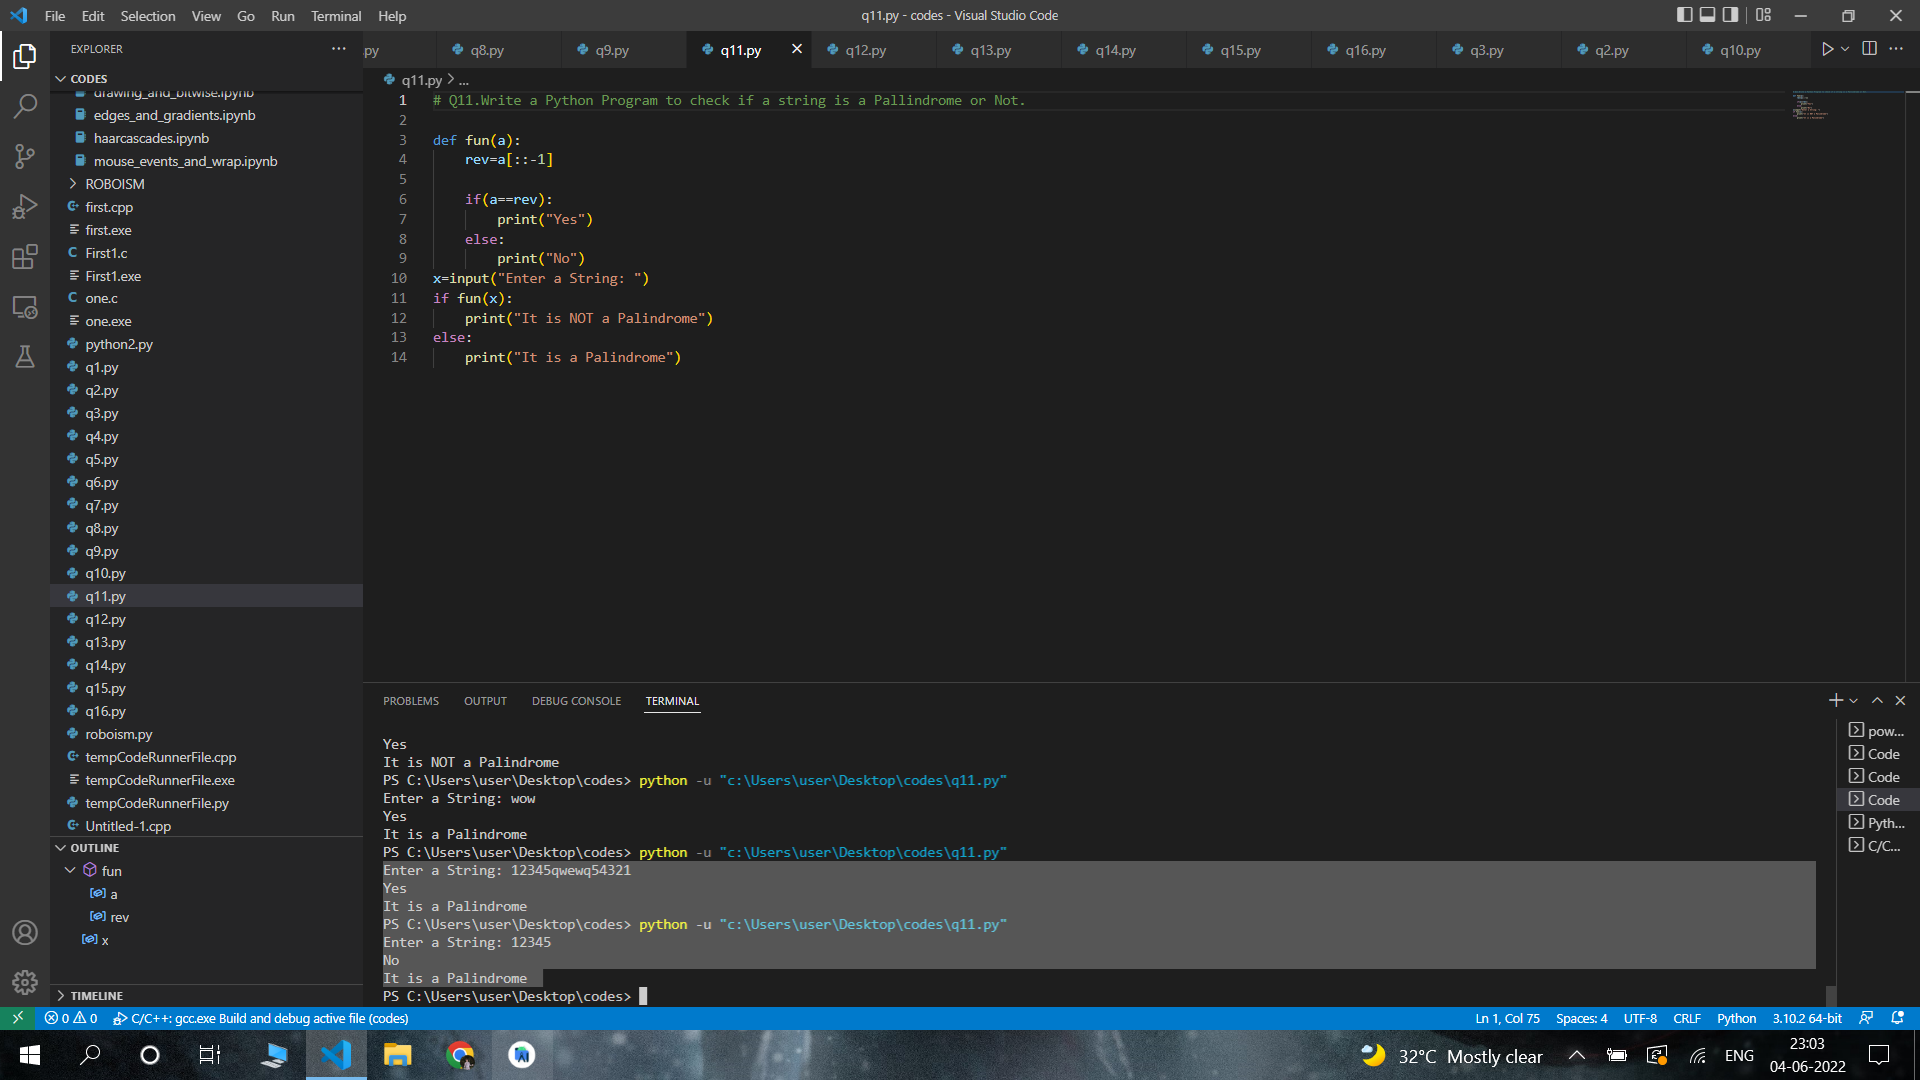 File Edit Selection View Go Run Terminal Help
q11.py - codes - Visual Studio Code
EXPLORER
.py q8.py q9.py q11.py q12.py q13.py q14.py q15.py q16.py q3.py q2.py q10.py
CODES
drawing_and_bitwise.ipynb
edges_and_gradients.ipynb
haarcascades.ipynb
mouse_events_and_wrap.ipynb
ROBOISM
first.cpp
first.exe
First1.c
First1.exe
one.c
one.exe
python2.py
q1.py
q2.py
q3.py
q4.py
q5.py
q6.py
q7.py
q8.py
q9.py
q10.py
q11.py
q12.py
q13.py
q14.py
q15.py
q16.py
roboism.py
tempCodeRunnerFile.cpp
tempCodeRunnerFile.exe
tempCodeRunnerFile.py
Untitled-1.cpp
OUTLINE
fun
a
rev
x
TIMELINE
q11.py > ...
1 # Q11.Write a Python Program to check if a string is a Pallindrome or Not.
2
3 def fun(a):
4 rev=a[::-1]
5
6 if(a==rev):
7 print("Yes")
8 else:
9 print("No")
10 x=input("Enter a String: ")
11 if fun(x):
12 print("It is NOT a Palindrome")
13 else:
14 print("It is a Palindrome")
PROBLEMS OUTPUT DEBUG CONSOLE TERMINAL
Yes
It is NOT a Palindrome
PS C:\Users\user\Desktop\codes> python -u "c:\Users\user\Desktop\codes\q11.py"
Enter a String: wow
Yes
It is a Palindrome
PS C:\Users\user\Desktop\codes> python -u "c:\Users\user\Desktop\codes\q11.py"
Enter a String: 12345qwewq54321
Yes
It is a Palindrome
PS C:\Users\user\Desktop\codes> python -u "c:\Users\user\Desktop\codes\q11.py"
Enter a String: 12345
No
It is a Palindrome
PS C:\Users\user\Desktop\codes>
pow...
Code
Code
Code
Pyth...
C/C...
0 0 C/C++: gcc.exe Build and debug active file (codes)
Ln 1, Col 75 Spaces: 4 UTF-8 CRLF Python 3.10.2 64-bit
32°C Mostly clear ENG
23:03
04-06-2022